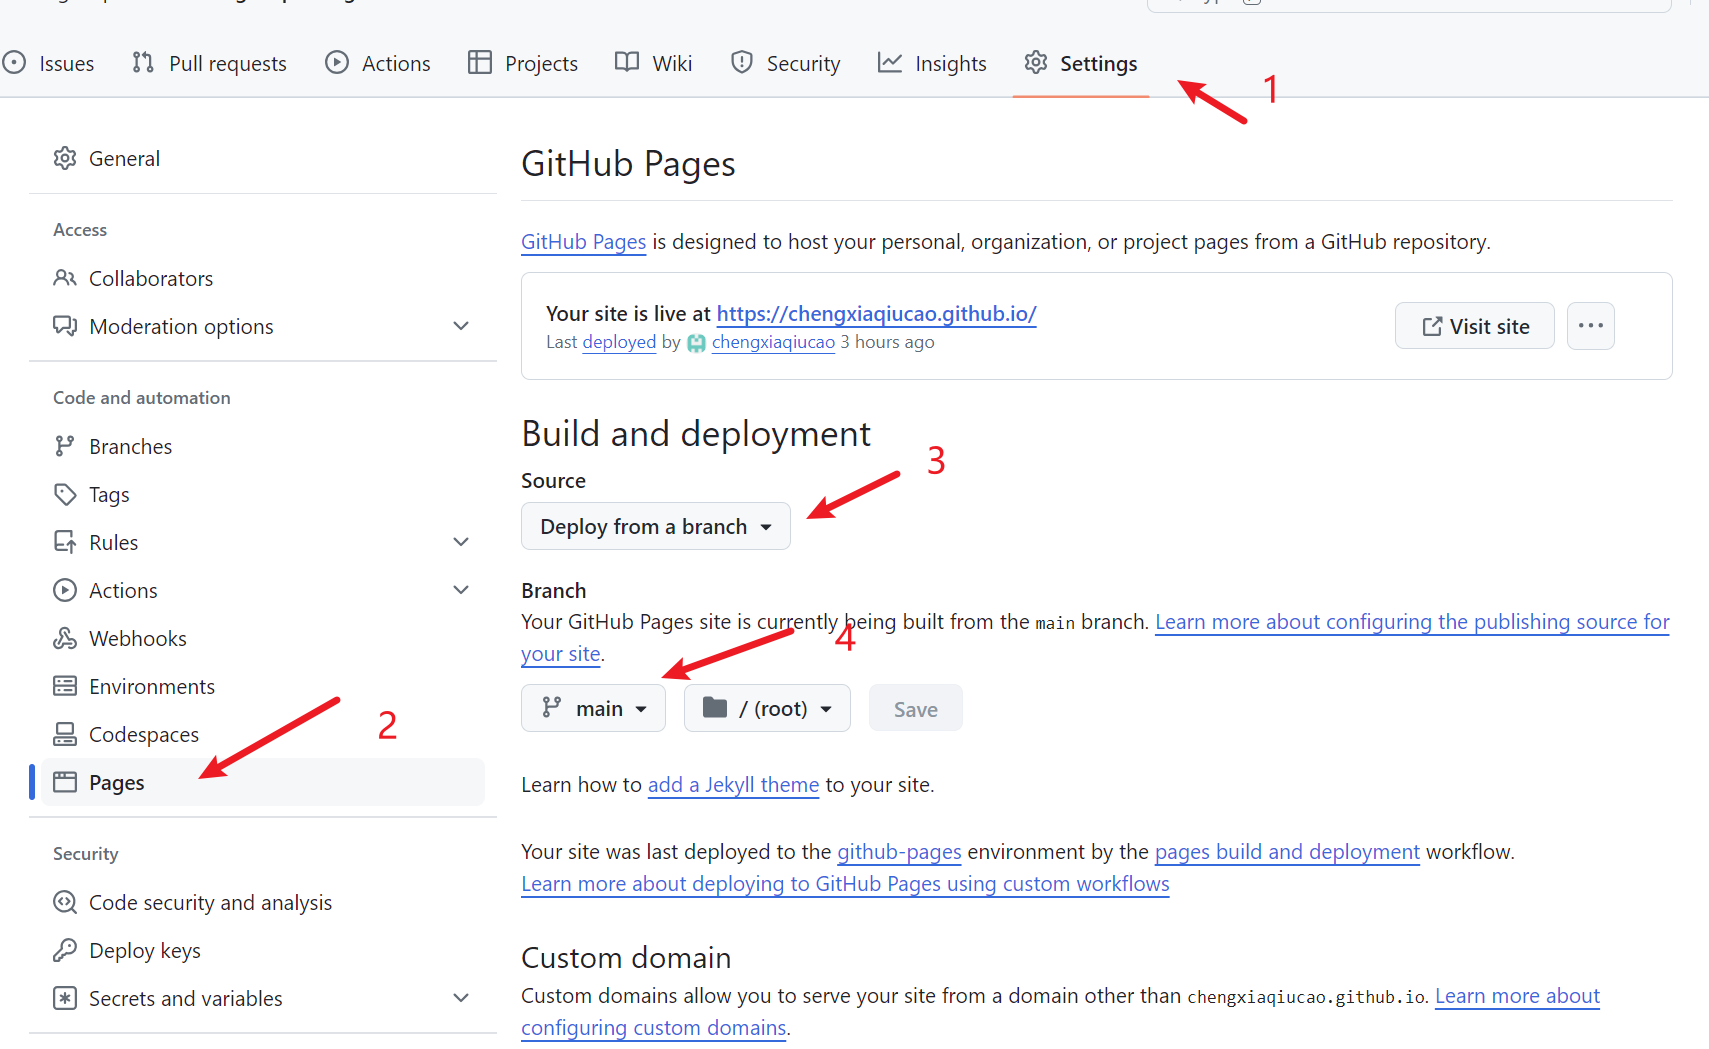 Issues
Pull requests
Actions
Projects
Wiki
Security
Insights
Settings
1
General
Access
Collaborators
Moderation options
Code and automation
Branches
Tags
Rules
Actions
Webhooks
Environments
Codespaces
2
Pages
Security
Code security and analysis
Deploy keys
Secrets and variables
GitHub Pages
GitHub Pages is designed to host your personal, organization, or project pages from a GitHub repository.
Your site is live at https://chengxiaqiucao.github.io/
Last deployed by chengxiaqiucao 3 hours ago
Visit site
Build and deployment
3
Source
Deploy from a branch
Branch
Your GitHub Pages site is currently being built from the main branch. Learn more about configuring the publishing source for
your site.
4
main
/ (root)
Save
Learn how to add a Jekyll theme to your site.
Your site was last deployed to the github-pages environment by the pages build and deployment workflow.
Learn more about deploying to GitHub Pages using custom workflows
Custom domain
Custom domains allow you to serve your site from a domain other than chengxiaqiucao.github.io. Learn more about
configuring custom domains.